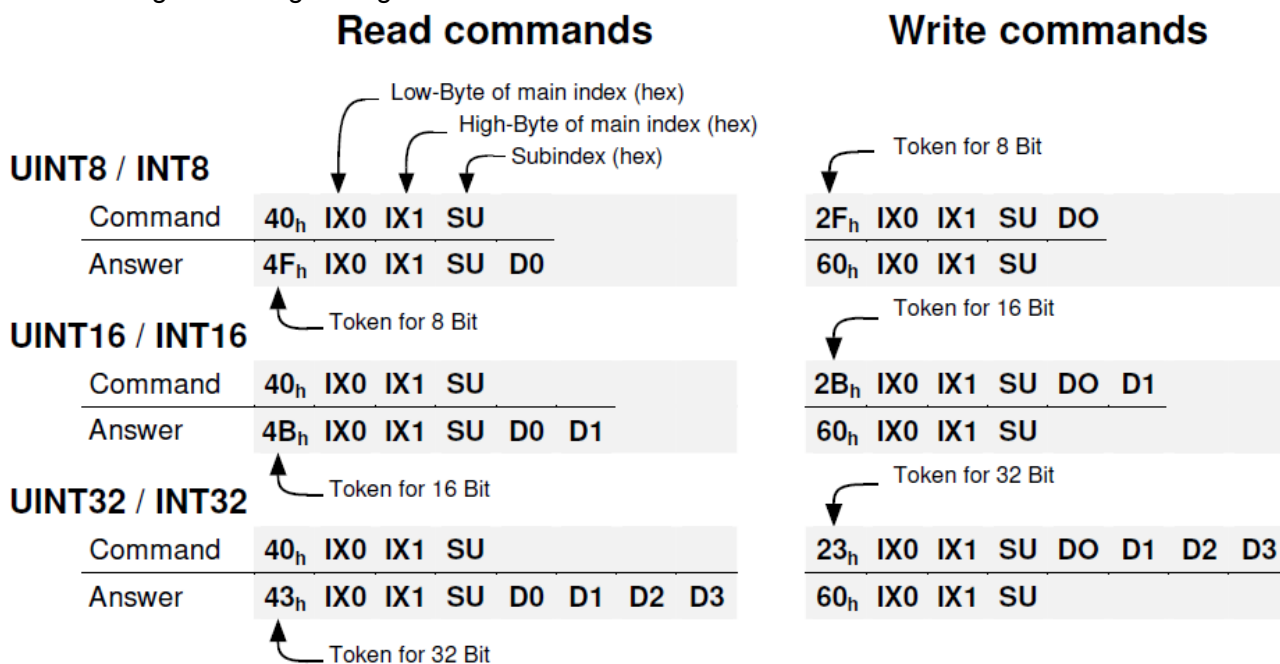 Read commands
Write commands
Low-Byte of main index (hex)
High-Byte of main index (hex)
Subindex (hex)
Token for 8 Bit
UINT8 / INT8
Command 40h IX0 IX1 SU
2Fh IX0 IX1 SU DO
Answer 4Fh IX0 IX1 SU D0
60h IX0 IX1 SU
Token for 8 Bit
Token for 16 Bit
UINT16 / INT16
Command 40h IX0 IX1 SU
2Bh IX0 IX1 SU DO D1
Answer 4Bh IX0 IX1 SU D0 D1
60h IX0 IX1 SU
Token for 16 Bit
Token for 32 Bit
UINT32 / INT32
Command 40h IX0 IX1 SU
23h IX0 IX1 SU DO D1 D2 D3
Answer 43h IX0 IX1 SU D0 D1 D2 D3
60h IX0 IX1 SU
Token for 32 Bit